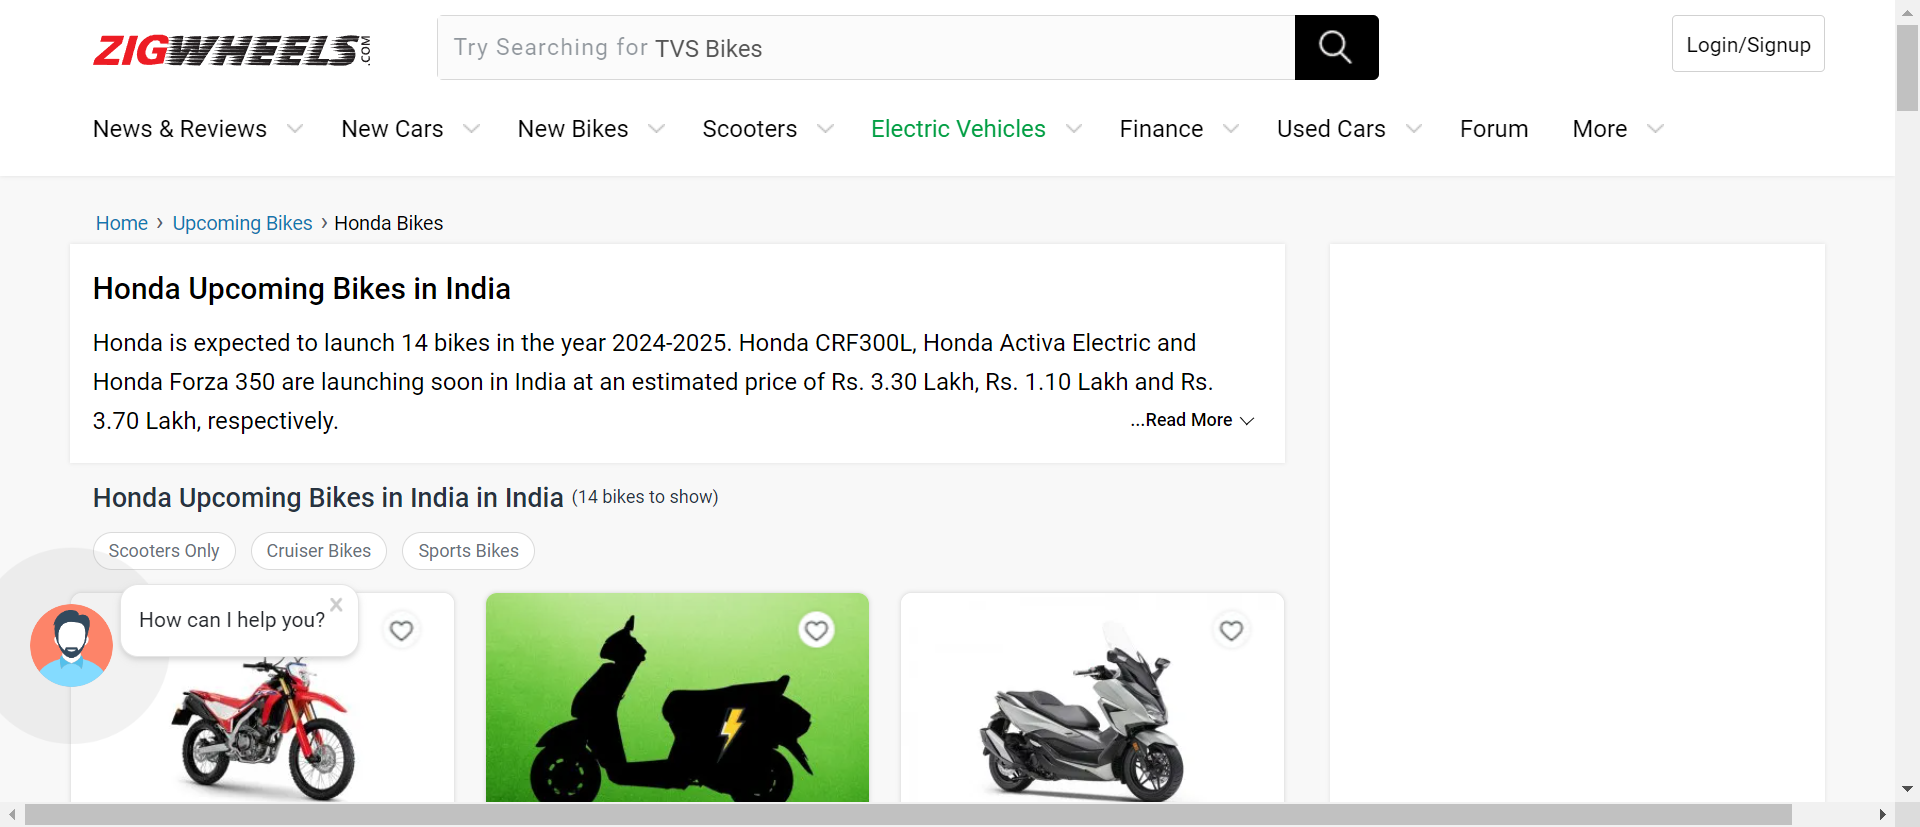 ZIGWHEELS.COM
Try Searching for TVS Bikes
Login/Signup
News & Reviews New Cars New Bikes Scooters Electric Vehicles Finance Used Cars Forum More
Home › Upcoming Bikes › Honda Bikes
Honda Upcoming Bikes in India
Honda is expected to launch 14 bikes in the year 2024-2025. Honda CRF300L, Honda Activa Electric and
Honda Forza 350 are launching soon in India at an estimated price of Rs. 3.30 Lakh, Rs. 1.10 Lakh and Rs.
3.70 Lakh, respectively.
...Read More
Honda Upcoming Bikes in India in India (14 bikes to show)
Scooters Only Cruiser Bikes Sports Bikes
How can I help you? x